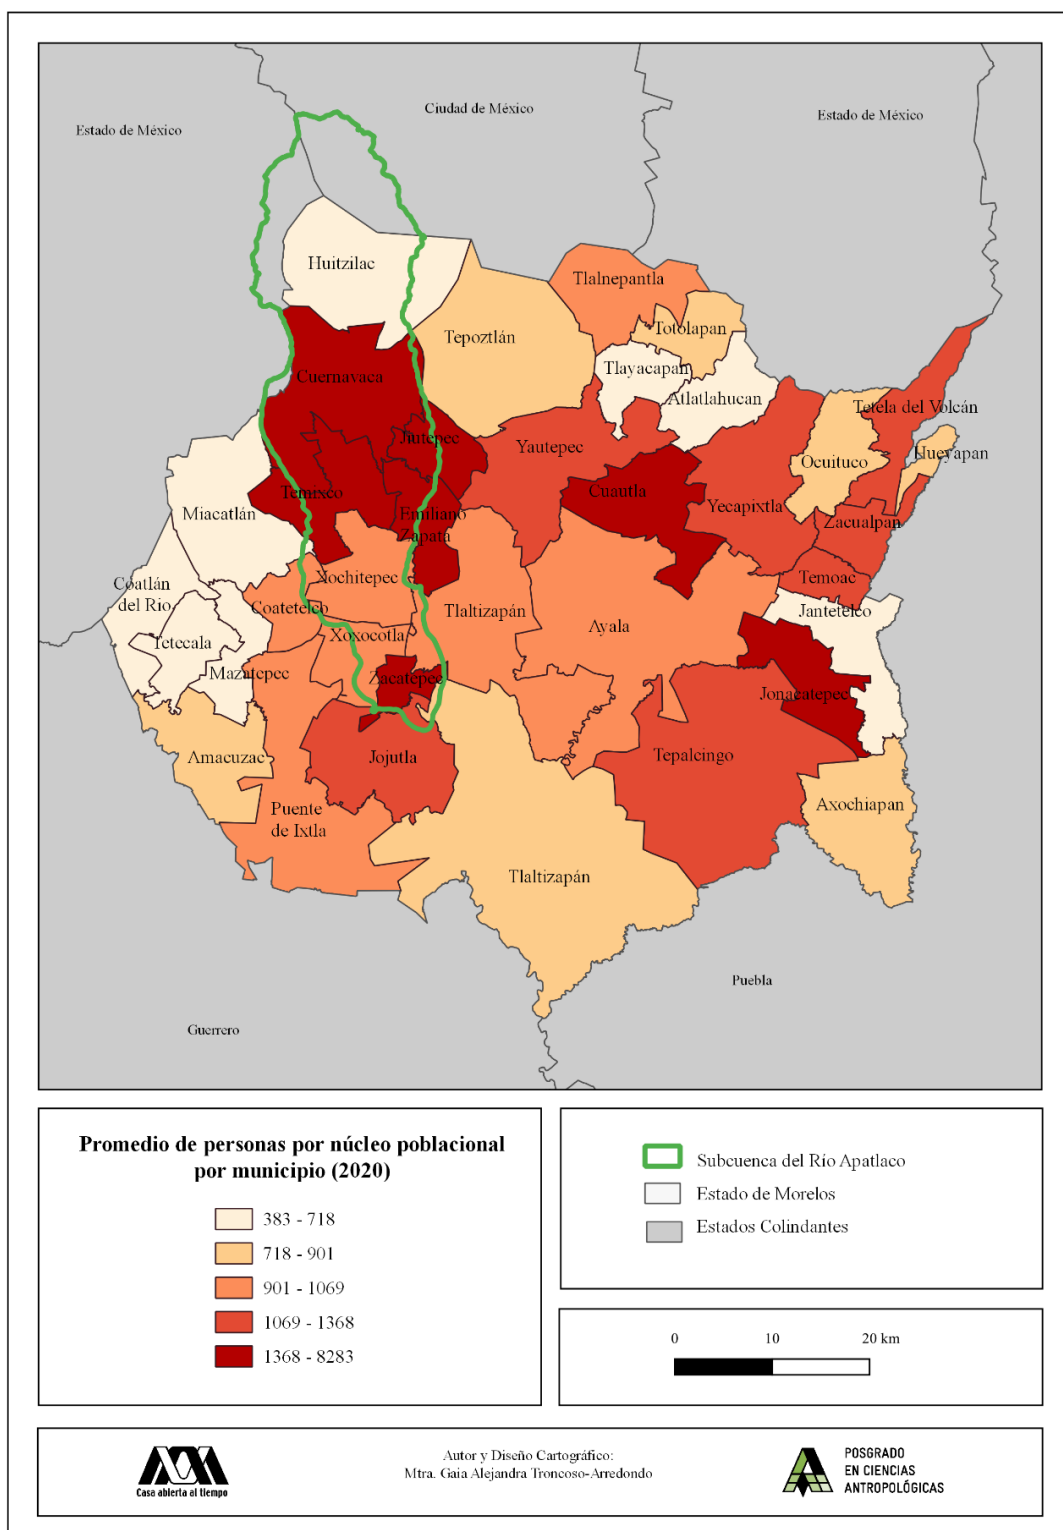 Ciudad de México
Estado de México
Estado de México
Huitzilac
Tlalnepantla
Totolapan
Tepoztlán
Tlayacapan
Cuernavaca
Atlatlahucan
Tetela del Volcán
Jiutepec
Yautepec
Hueyapan
Ocuituco
Temixco
Cuautla
Yecapixtla
Miacatlán
Emiliano
Zapata
Zacualpan
Xochitepec
Temoac
Coatlán
del Rio
Coatetelco
Tlaltizapán
Jantetelco
Ayala
Xoxocotla
Tetecala
Mazatepec
Zacatepec
Jonacatepec
Amacuzac
Jojutla
Tepalcingo
Puente
de Ixtla
Axochiapan
Tlaltizapán
Puebla
Guerrero
Promedio de personas por núcleo poblacional
por municipio (2020)
383 - 718
718 - 901
901 - 1069
1069 - 1368
1368 - 8283
Subcuenca del Río Apatlaco
Estado de Morelos
Estados Colindantes
0 10 20 km
Casa abierta al tiempo
Autor y Diseño Cartográfico:
Mtra. Gaia Alejandra Troncoso-Arredondo
POSGRADO
EN CIENCIAS
ANTROPOLÓGICAS